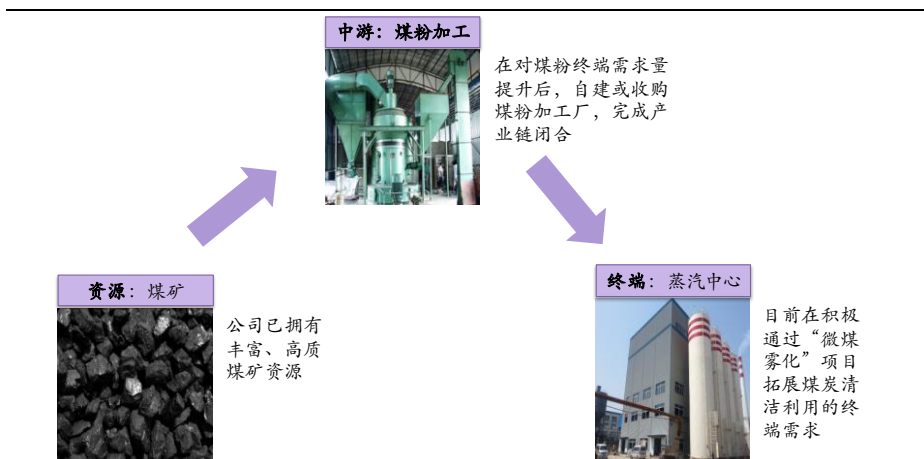 中游：煤粉加工
在对煤粉终端需求量
提升后，自建或收购
煤粉加工厂，完成产
业链闭合
资源：煤矿
公司已拥有
丰富、高质
煤矿资源
终端：蒸汽中心
目前在积极
通过“微煤
雾化”项目
拓展煤炭清
洁利用的终
端需求